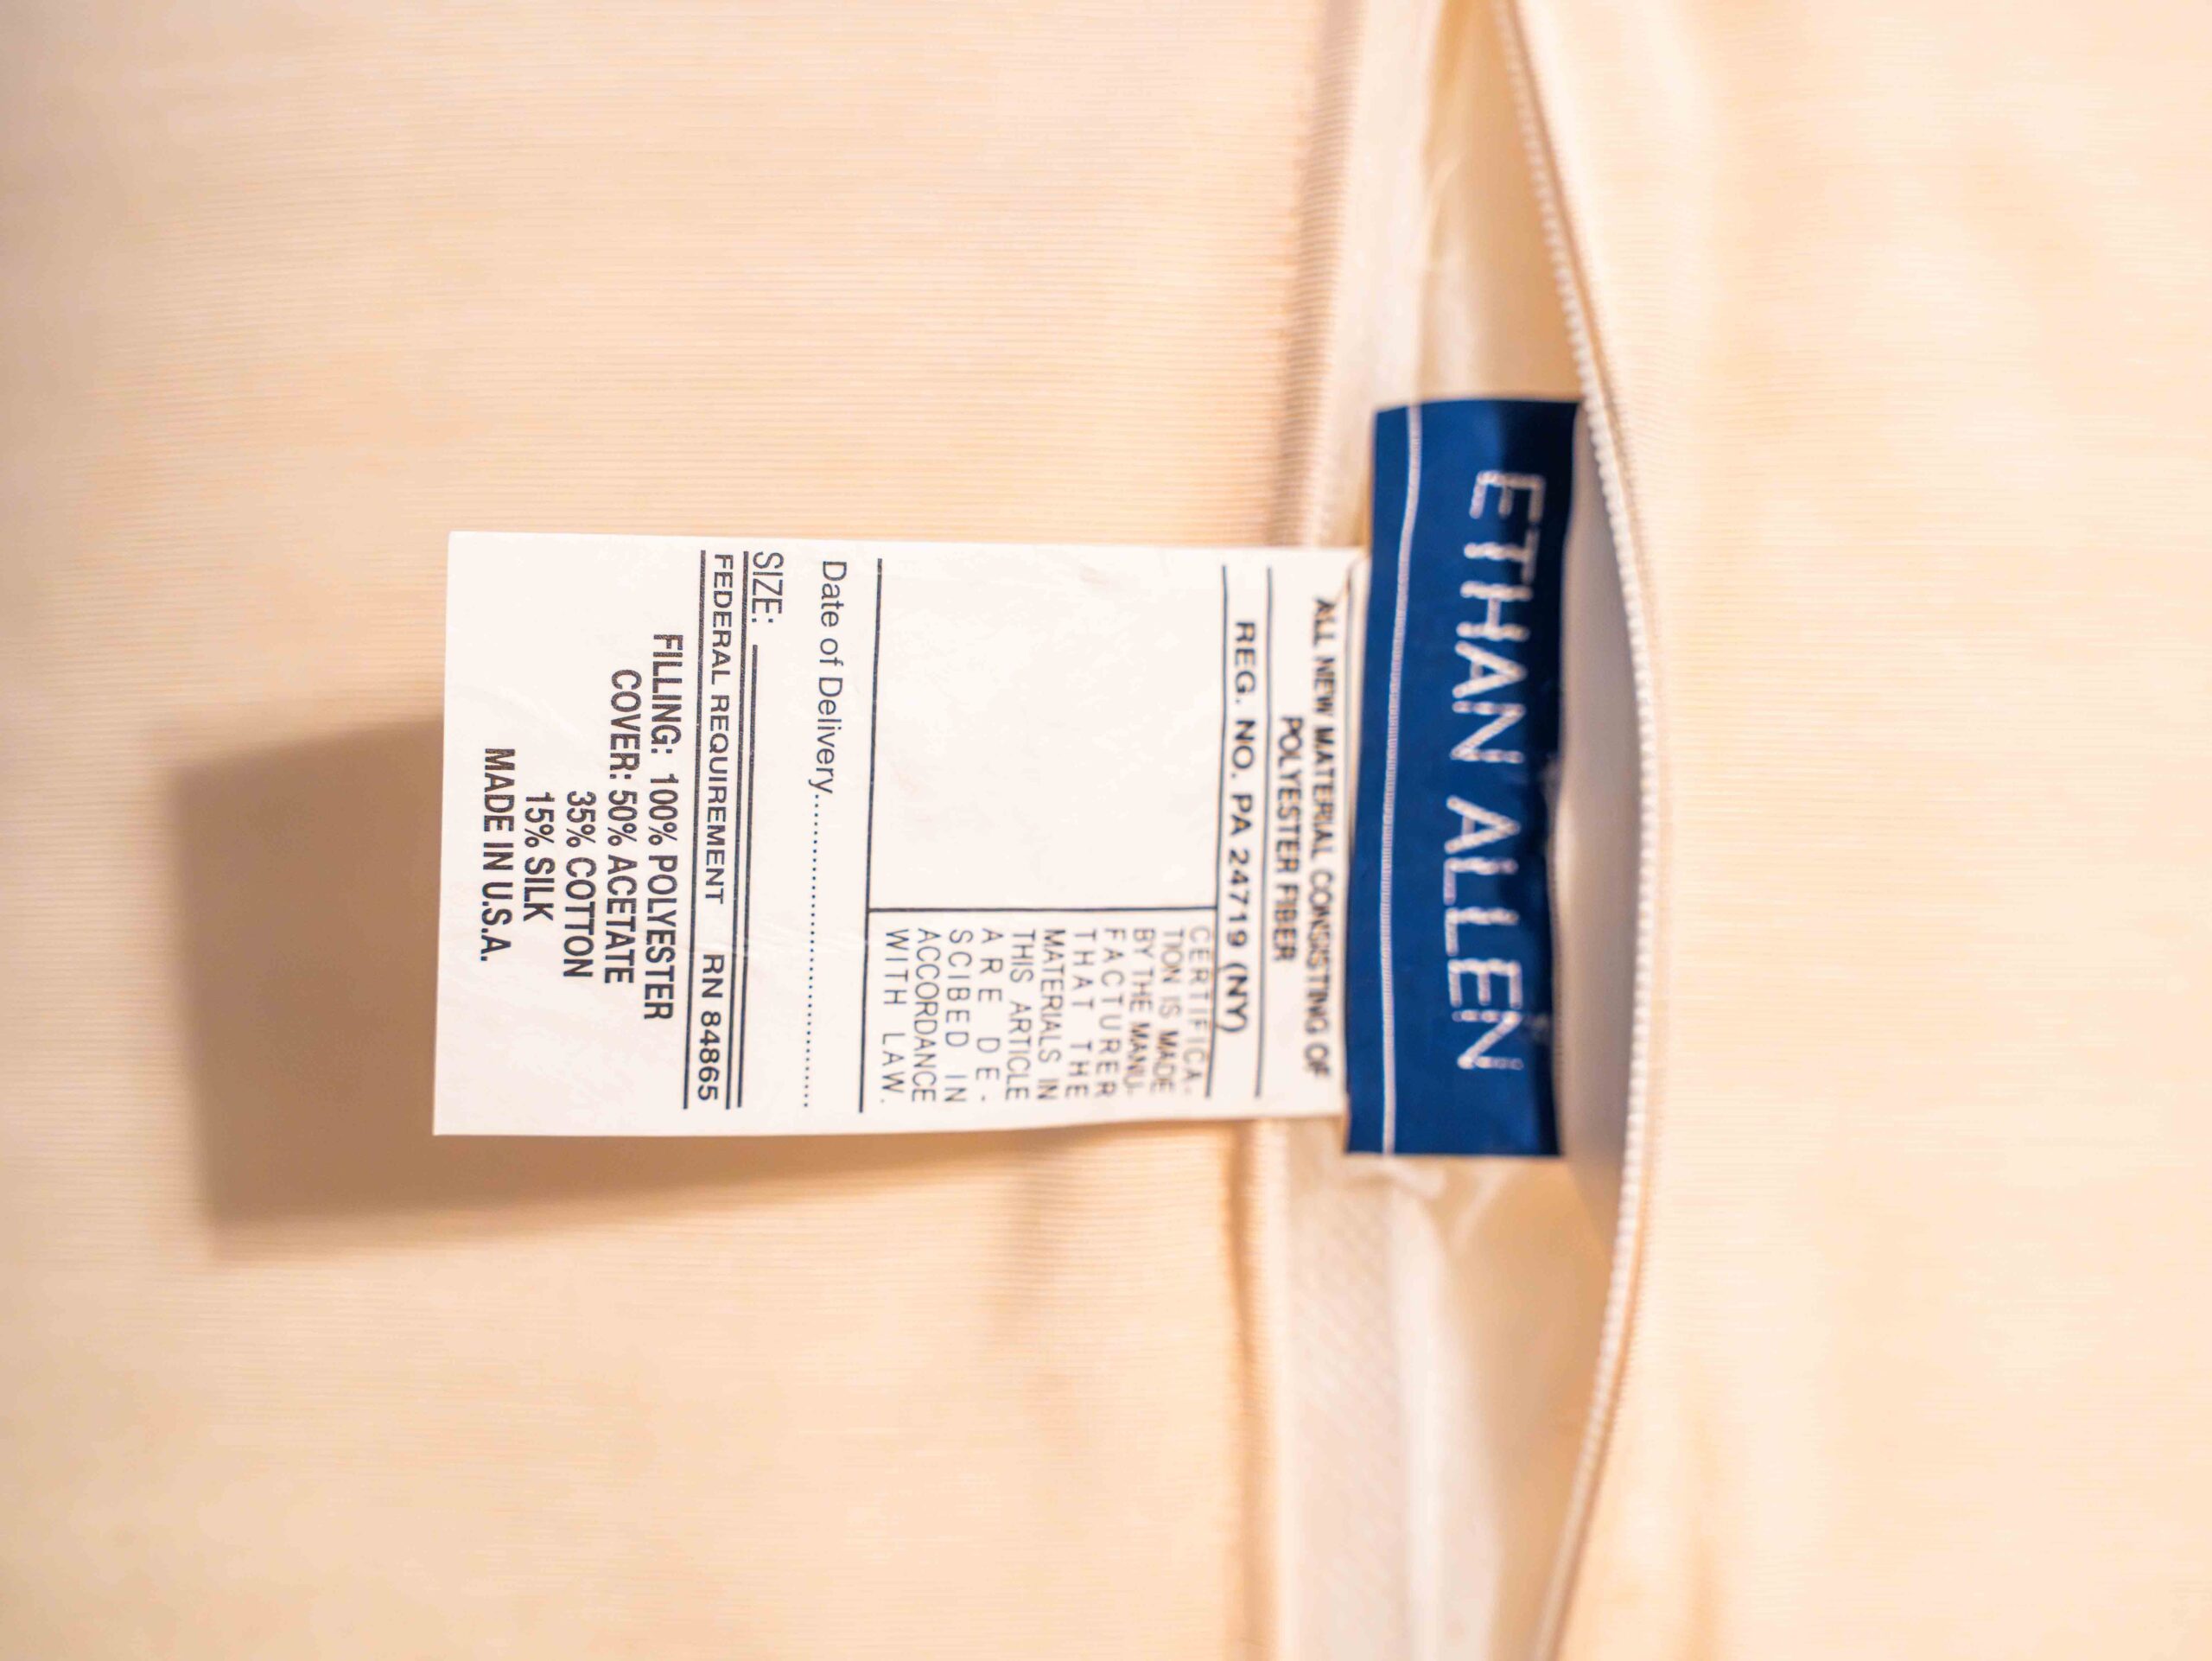 ETHAN ALLEN
ALL NEW MATERIAL CONSISTING OF
POLYESTER FIBER
REG. NO. PA 24719 (NY)
CERTIFICA-
TION IS MADE
BY THE MANU-
FACTURER
THAT THE
MATERIALS IN
THIS ARTICLE
ARE DE-
SCIBED IN
ACCORDANCE
WITH LAW.
Date of Delivery..............................
SIZE:
FEDERAL REQUIREMENT RN 84865
FILLING: 100% POLYESTER
COVER: 50% ACETATE
35% COTTON
15% SILK
MADE IN U.S.A.